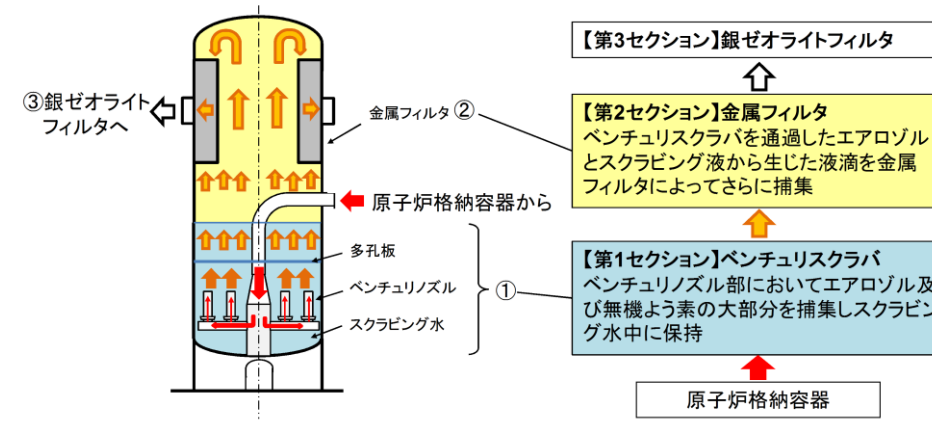 ③銀ゼオライト
フィルタへ
金属フィルタ ②
原子炉格納容器から
多孔板
ベンチュリノズル
①
スクラビング水
【第3セクション】銀ゼオライトフィルタ
【第2セクション】金属フィルタ
ベンチュリスクラバを通過したエアロゾル
とスクラビング液から生じた液滴を金属
フィルタによってさらに捕集
【第1セクション】ベンチュリスクラバ
ベンチュリノズル部においてエアロゾル及
び無機よう素の大部分を捕集しスクラビン
グ水中に保持
原子炉格納容器